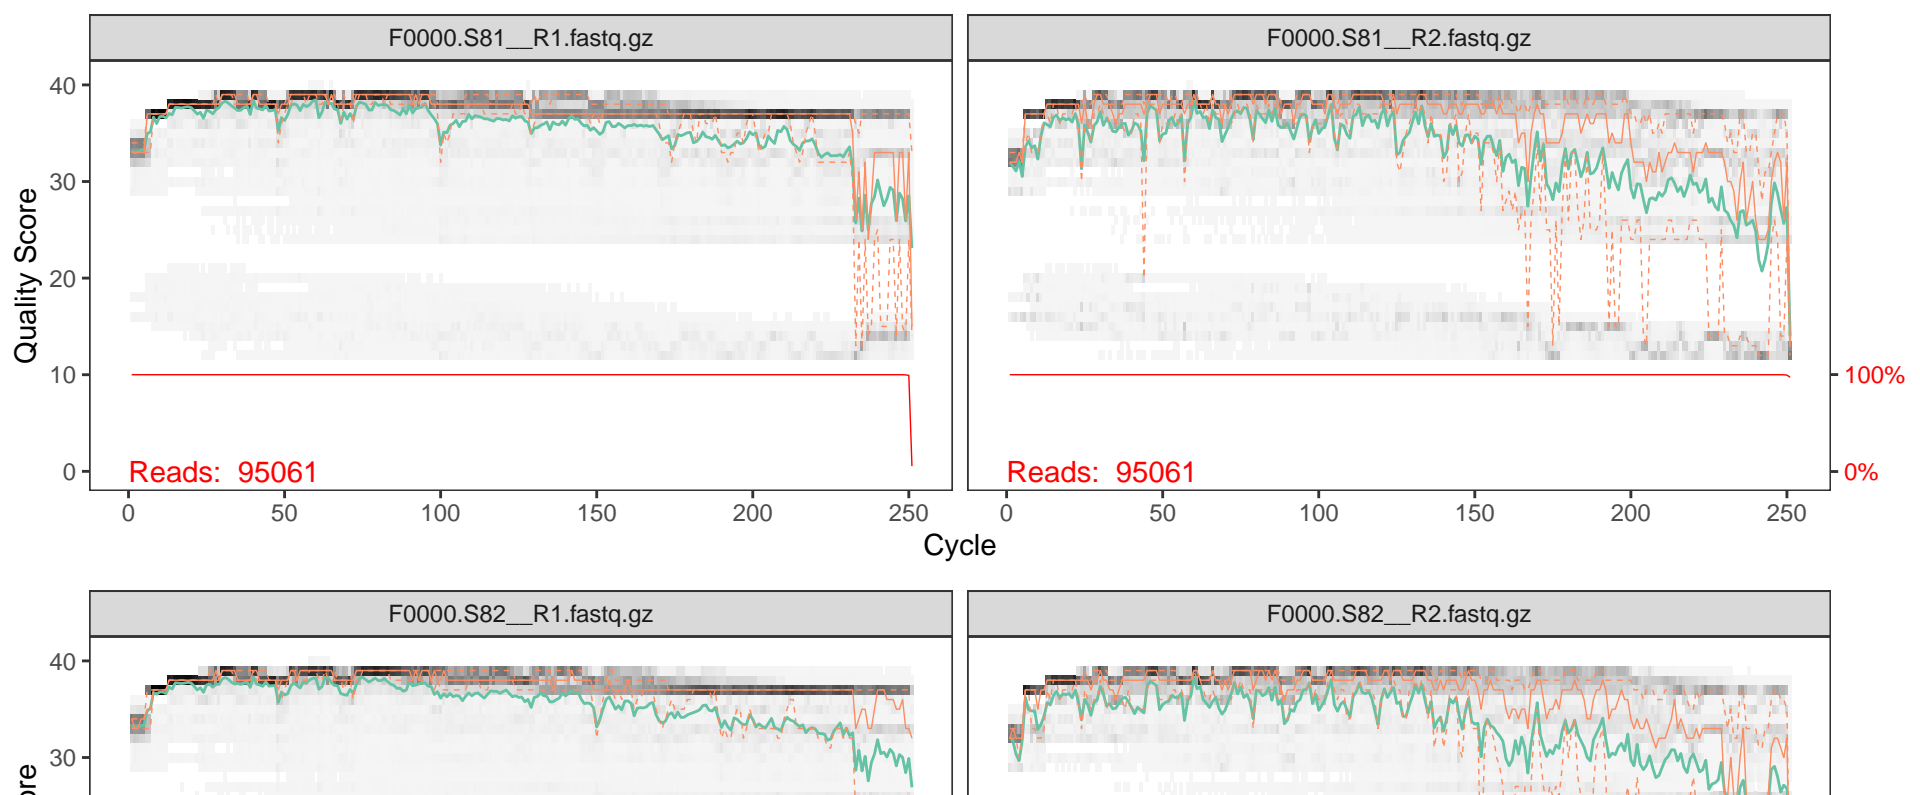 F0000.S81__R1.fastq.gz
F0000.S81__R2.fastq.gz
40
30
20
10
0
Quality Score
Reads: 95061
Reads: 95061
100%
0%
0 50 100 150 200 250
0 50 100 150 200 250
Cycle
F0000.S82__R1.fastq.gz
F0000.S82__R2.fastq.gz
40
30
ore